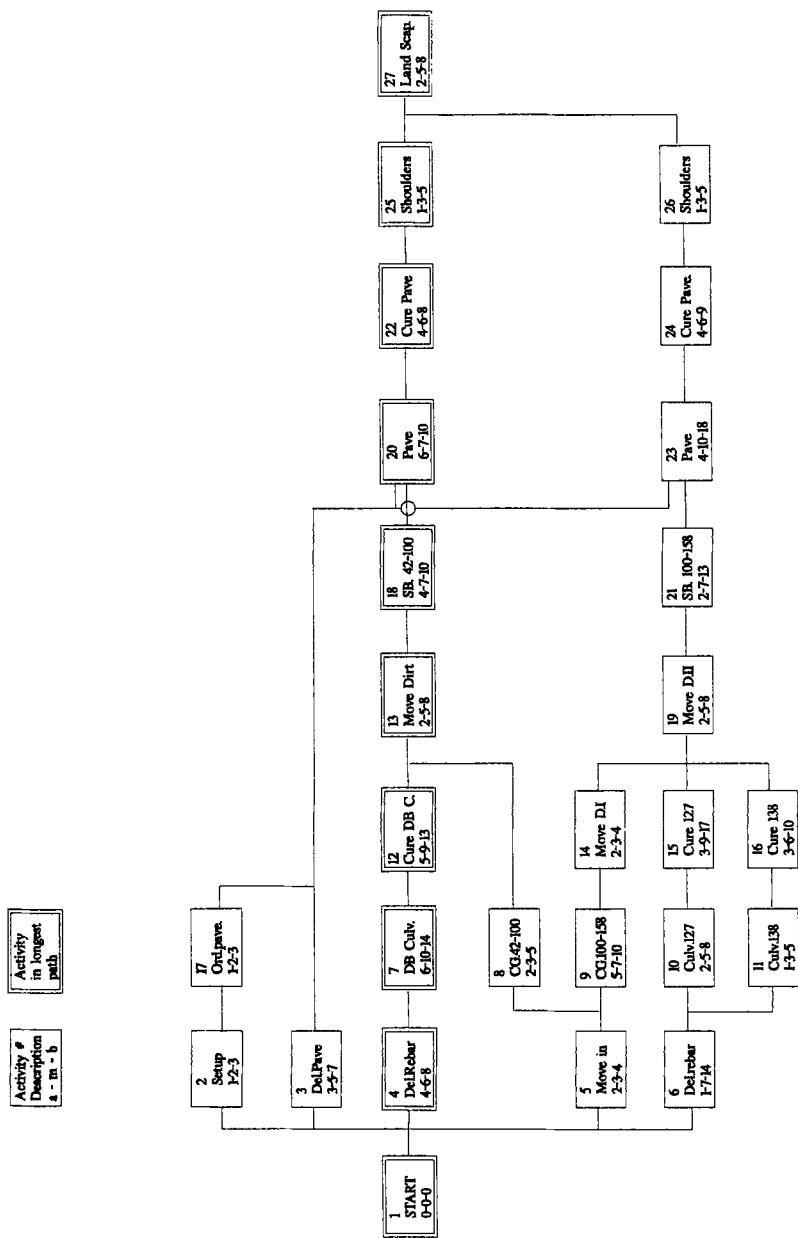 Activity #
Description
a - m - b
Activity
in longest
path
1
START
0-0-0
2
Setup
1-2-3
17
Ord.pave.
1-2-3
3
Del.Pave
3-5-7
4
Del.Rebar
4-6-8
7
DB Culv.
6-10-14
12
Cure DB C.
5-9-13
13
Move Dirt
2-5-8
18
SB. 42-100
4-7-10
20
Pave
6-7-10
22
Cure Pave
4-6-8
25
Shoulders
1-3-5
27
Land Scap.
2-5-8
8
CG.42-100
2-3-5
5
Move in
2-3-4
9
CG.100-158
5-7-10
14
Move D.I
2-3-4
6
Del.rebar
1-7-14
10
Culv.127
2-5-8
15
Cure 127
3-9-17
11
Culv.138
1-3-5
16
Cure 138
3-6-10
19
Move D.II
2-5-8
21
SB. 100-158
2-7-13
23
Pave
4-10-18
24
Cure Pave.
4-6-9
26
Shoulders
1-3-5